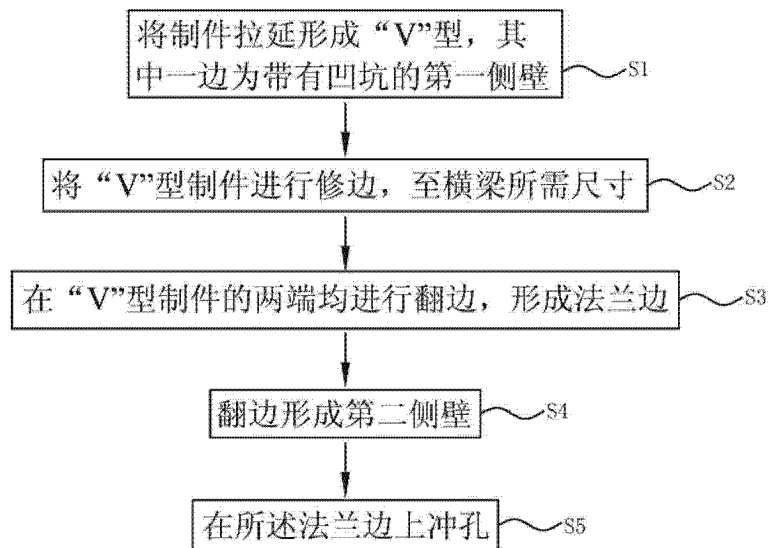 将制件拉延形成“V”型，其
中一边为带有凹坑的第一侧壁
S1
将“V”型制件进行修边，至横梁所需尺寸
S2
在“V”型制件的两端均进行翻边，形成法兰边
S3
翻边形成第二侧壁
S4
在所述法兰边上冲孔
S5